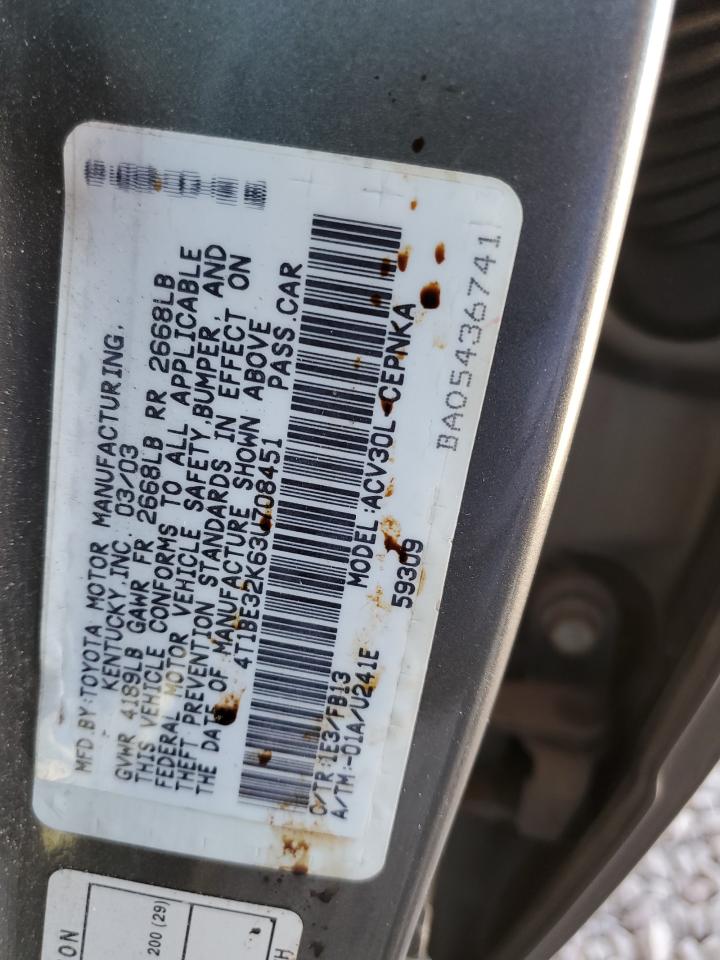 MFD.BY:TOYOTA MOTOR MANUFACTURING,
KENTUCKY,INC. 03/03
GVWR 4189LB GAWR FR 2668LB RR 2668LB
THIS VEHICLE CONFORMS TO ALL APPLICABLE
FEDERAL MOTOR VEHICLE SAFETY,BUMPER, AND
THEFT PREVENTION STANDARDS IN EFFECT ON
THE DATE OF MANUFACTURE SHOWN ABOVE
4T1BE32K63U708451 PASS.CAR
C/TR:1E3/FB13 MODEL:ACV30L-CEPNKA
A/TM:-01A/U241E 59309
BA05436741
200 (29)